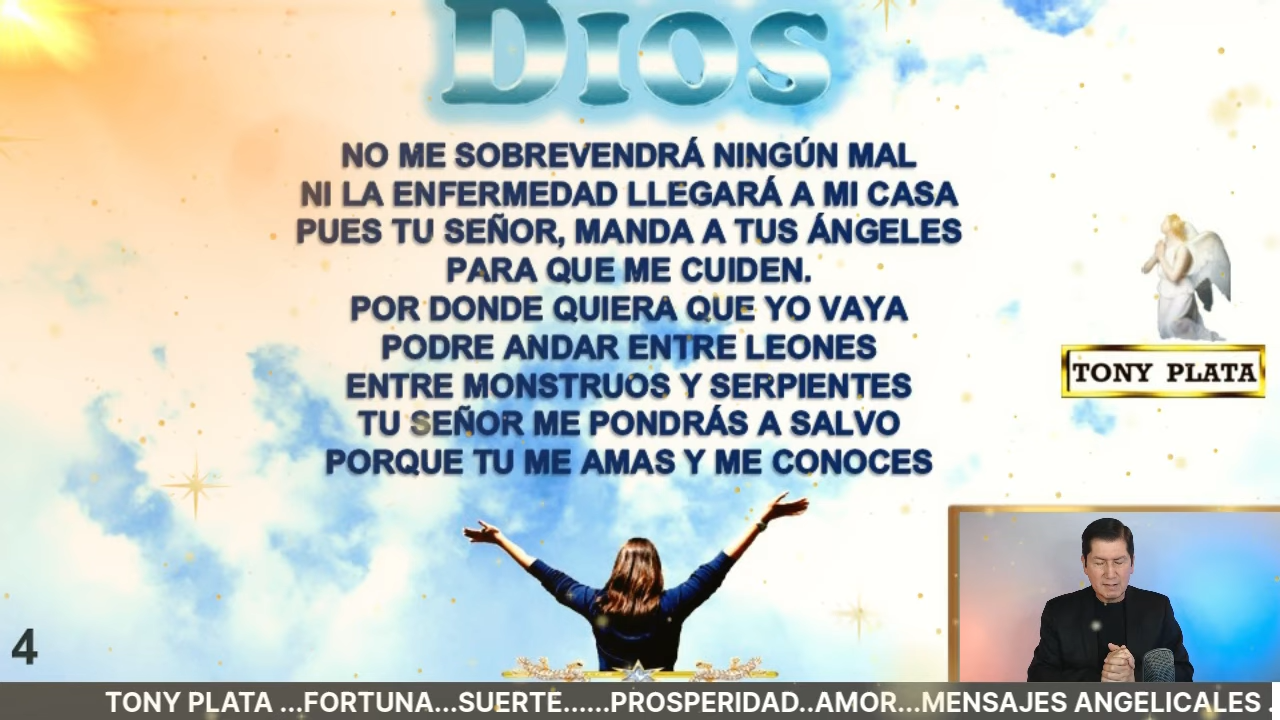 DIOS
NO ME SOBREVENDRÁ NINGÚN MAL
NI LA ENFERMEDAD LLEGARÁ A MI CASA
PUES TU SEÑOR, MANDA A TUS ÁNGELES
PARA QUE ME CUIDEN.
POR DONDE QUIERA QUE YO VAYA
PODRE ANDAR ENTRE LEONES
ENTRE MONSTRUOS Y SERPIENTES
TU SEÑOR ME PONDRÁS A SALVO
PORQUE TU ME AMAS Y ME CONOCES
TONY PLATA
4
TONY PLATA ...FORTUNA...SUERTE......PROSPERIDAD..AMOR...MENSAJES ANGELICALES .